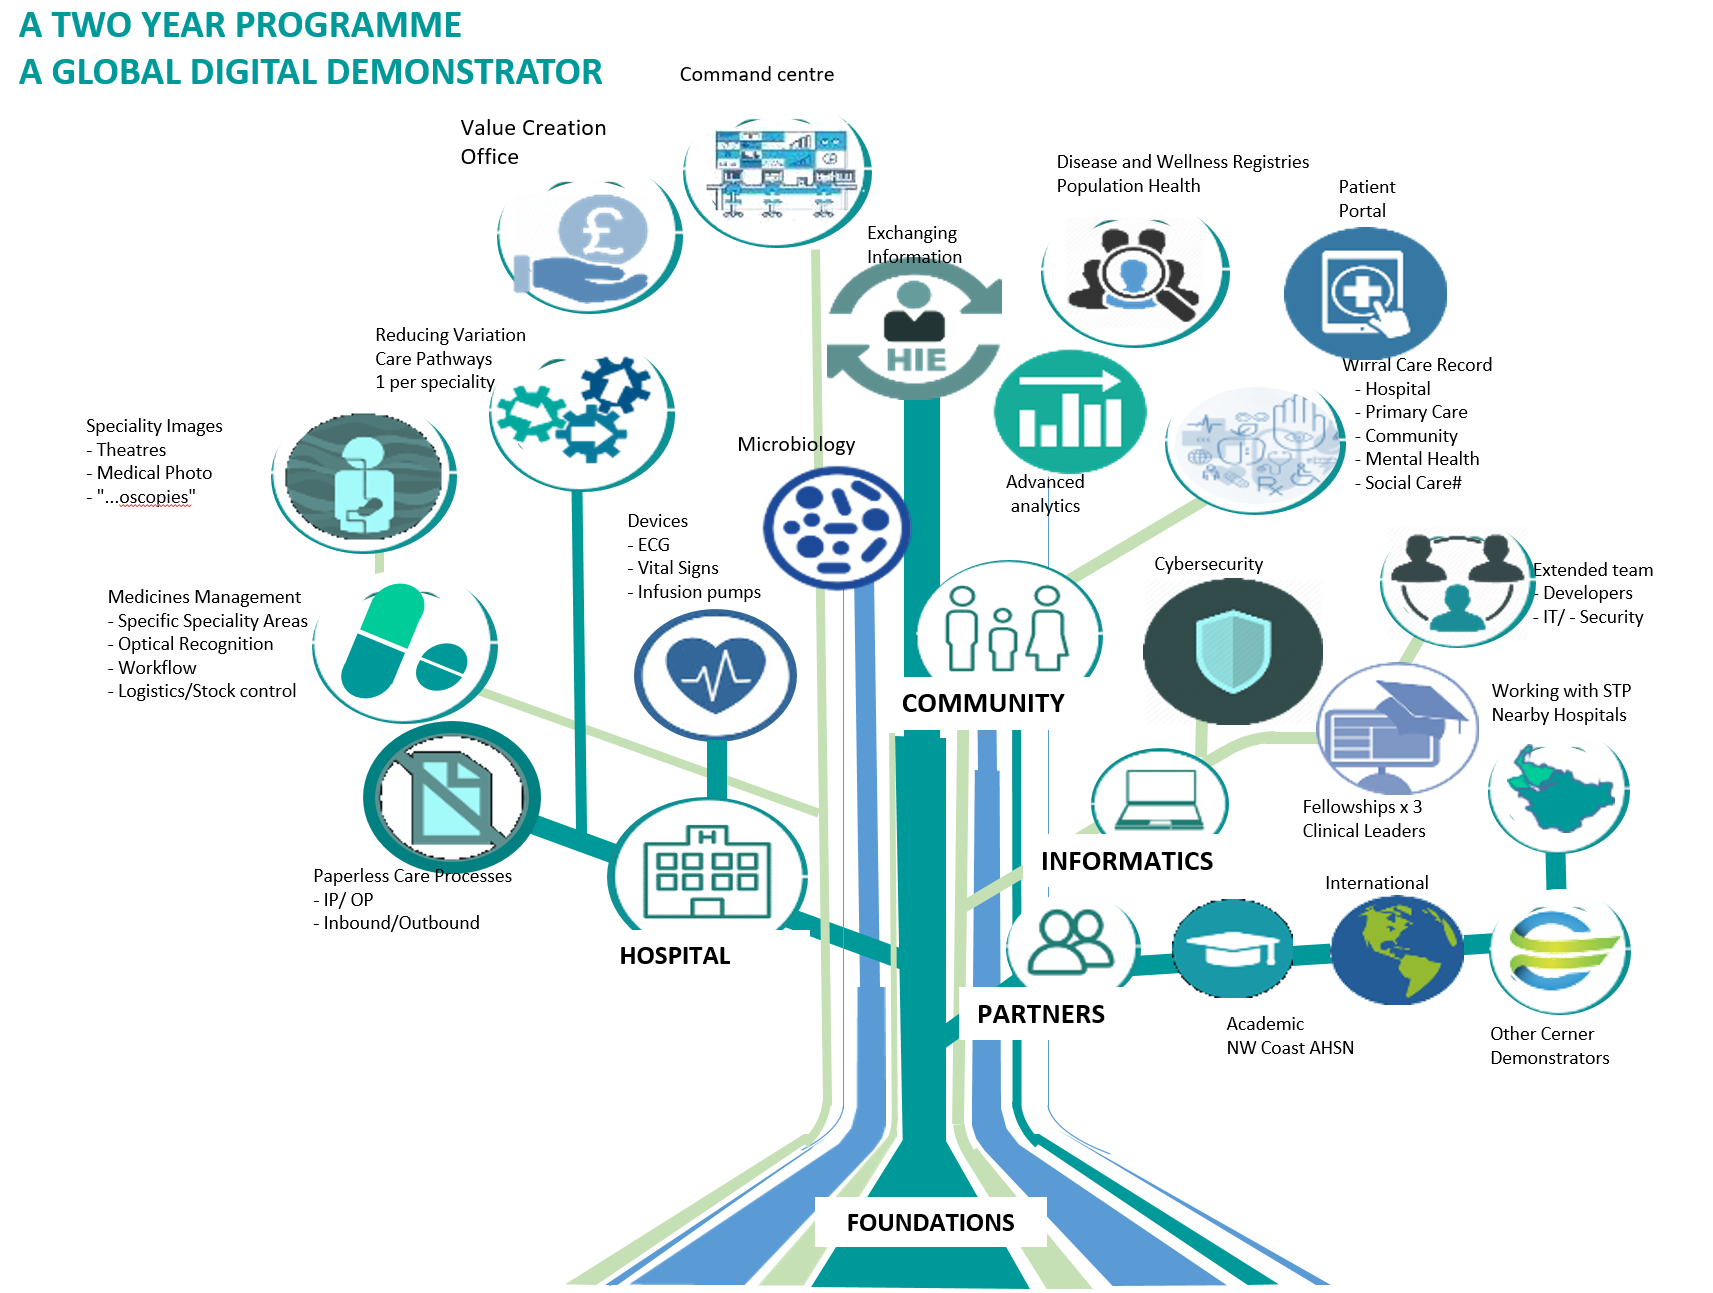 A TWO YEAR PROGRAMME
A GLOBAL DIGITAL DEMONSTRATOR
Command centre
Value Creation
Office
Disease and Wellness Registries
Population Health
Patient
Portal
Exchanging
Information
HIE
Reducing Variation
Care Pathways
1 per speciality
Wirral Care Record
- Hospital
- Primary Care
- Community
- Mental Health
- Social Care#
Speciality Images
- Theatres
- Medical Photo
- "...oscopies"
Microbiology
Advanced
analytics
Devices
- ECG
- Vital Signs
- Infusion pumps
Cybersecurity
Extended team
- Developers
- IT/ - Security
Medicines Management
- Specific Speciality Areas
- Optical Recognition
- Workflow
- Logistics/Stock control
COMMUNITY
Working with STP
Nearby Hospitals
Fellowships x 3
Clinical Leaders
H
INFORMATICS
Paperless Care Processes
- IP/ OP
- Inbound/Outbound
International
HOSPITAL
PARTNERS
Academic
NW Coast AHSN
Other Cerner
Demonstrators
FOUNDATIONS